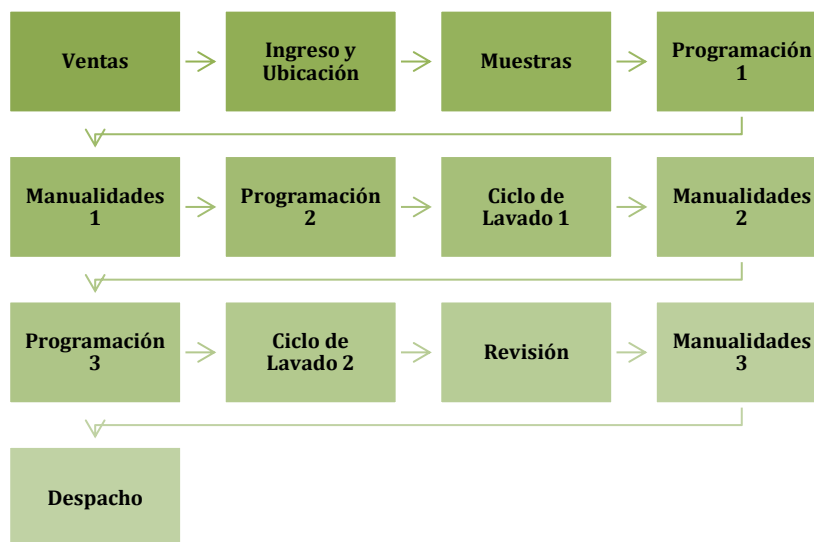 Ventas
Ingreso y
Ubicación
Muestras
Programación
1
Manualidades
1
Programación
2
Ciclo de
Lavado 1
Manualidades
2
Programación
3
Ciclo de
Lavado 2
Revisión
Manualidades
3
Despacho